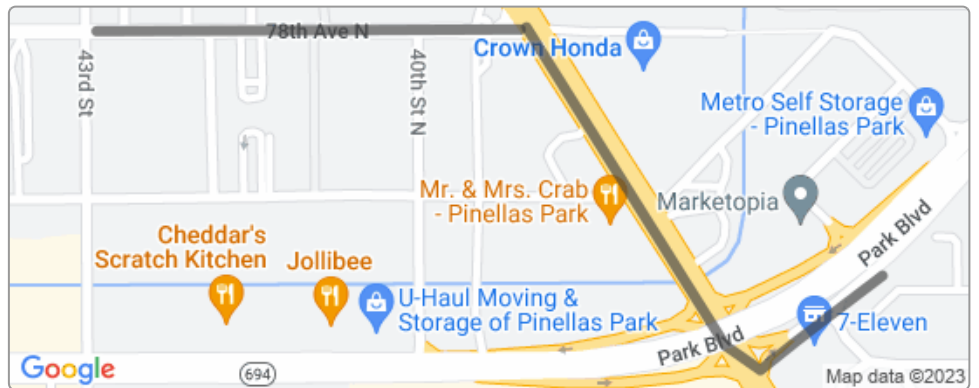 78th Ave N
Crown Honda
43rd St
40th St N
Metro Self Storage
- Pinellas Park
Mr. & Mrs. Crab
- Pinellas Park
Marketopia
Park Blvd
Cheddar's
Scratch Kitchen
Jollibee
U-Haul Moving &
Storage of Pinellas Park
7-Eleven
Park Blvd
Google
694
Map data ©2023